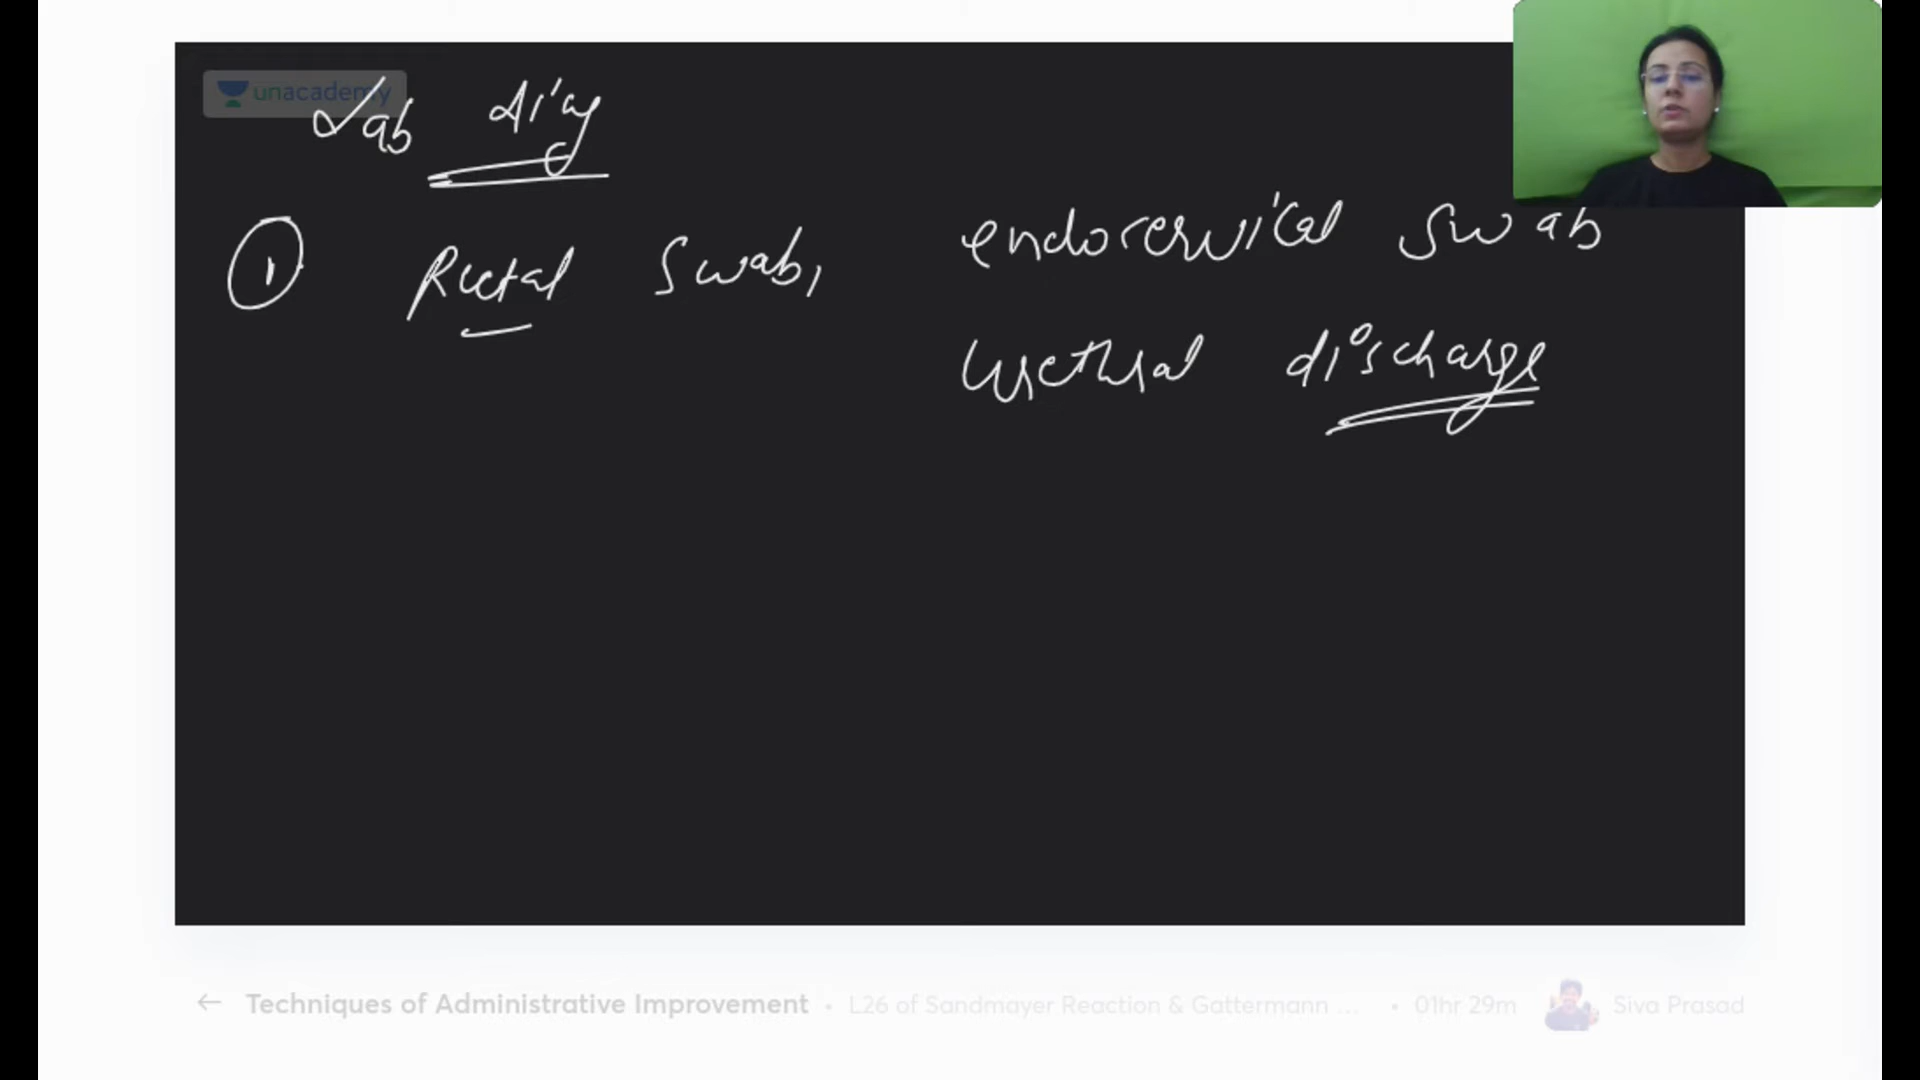 unacademy
Lab diag
1 Rectal Swab, endocervical Swab
Urethral discharge
← Techniques of Administrative Improvement • L26 of Sandmayer Reaction & Gattermann ... • 01hr 29m Siva Prasad